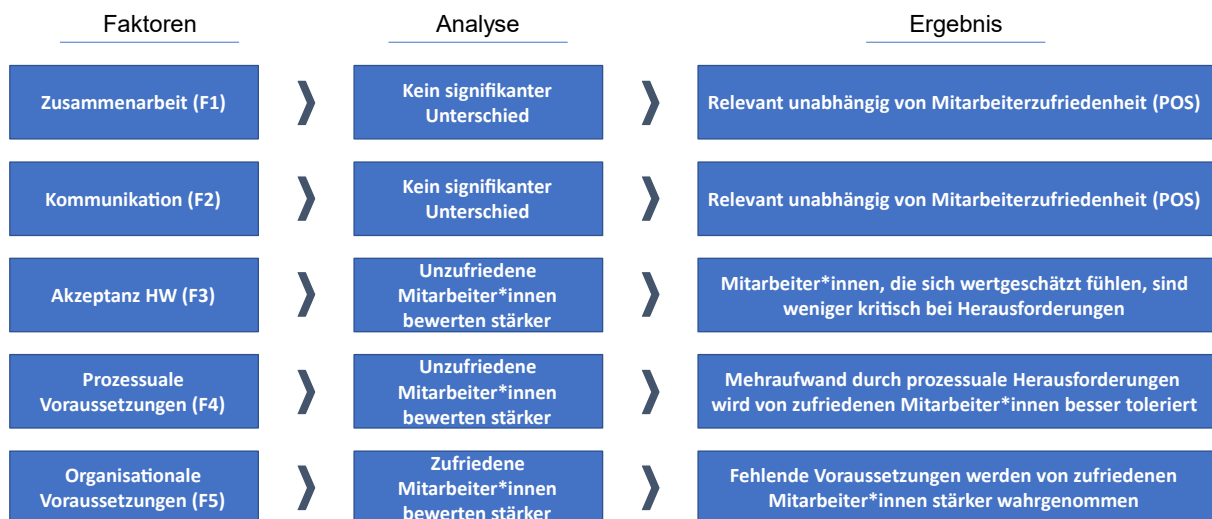 Faktoren
Analyse
Ergebnis
Zusammenarbeit (F1)
Kein signifikanter
Unterschied
Relevant unabhängig von Mitarbeiterzufriedenheit (POS)
Kommunikation (F2)
Kein signifikanter
Unterschied
Relevant unabhängig von Mitarbeiterzufriedenheit (POS)
Akzeptanz HW (F3)
Unzufriedene
Mitarbeiter*innen
bewerten stärker
Mitarbeiter*innen, die sich wertgeschätzt fühlen, sind
weniger kritisch bei Herausforderungen
Prozessuale
Voraussetzungen (F4)
Unzufriedene
Mitarbeiter*innen
bewerten stärker
Mehraufwand durch prozessuale Herausforderungen
wird von zufriedenen Mitarbeiter*innen besser toleriert
Organisationale
Voraussetzungen (F5)
Zufriedene
Mitarbeiter*innen
bewerten stärker
Fehlende Voraussetzungen werden von zufriedenen
Mitarbeiter*innen stärker wahrgenommen